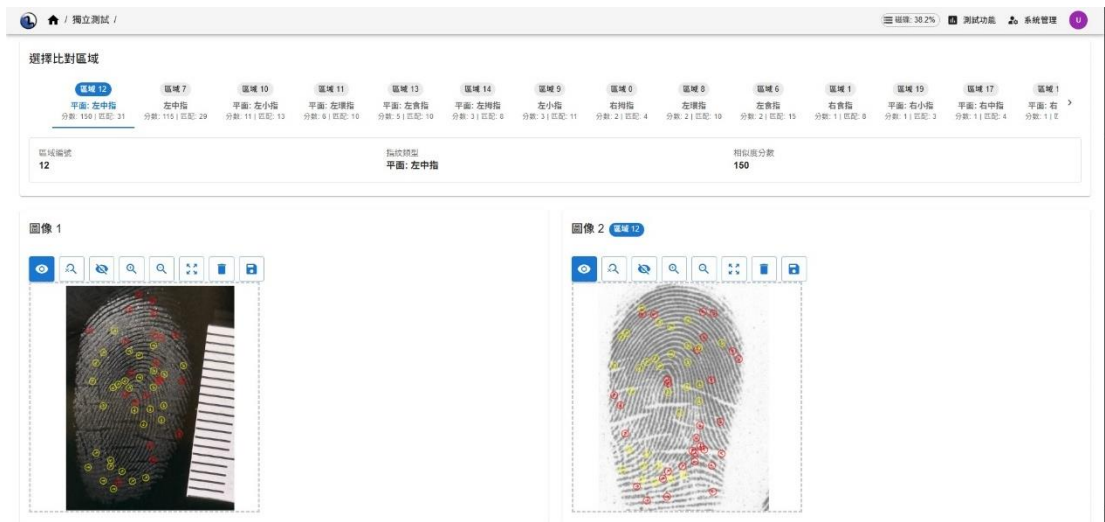 / 獨立測試 /
磁碟: 38.2%
測試功能
系統管理
U
選擇比對區域
區域 12
平面: 左中指
分數: 150 | 匹配: 31
區域 7
左中指
分數: 115 | 匹配: 29
區域 10
平面: 左小指
分數: 11 | 匹配: 13
區域 11
平面: 左環指
分數: 6 | 匹配: 10
區域 13
平面: 左食指
分數: 5 | 匹配: 10
區域 14
平面: 左拇指
分數: 3 | 匹配: 8
區域 9
左小指
分數: 3 | 匹配: 11
區域 0
右拇指
分數: 2 | 匹配: 4
區域 8
左環指
分數: 2 | 匹配: 10
區域 6
左食指
分數: 2 | 匹配: 15
區域 1
右食指
分數: 1 | 匹配: 8
區域 19
平面: 右小指
分數: 1 | 匹配: 3
區域 17
平面: 右中指
分數: 1 | 匹配: 4
區域 1
平面: 右
分數: 1 |
區域編號
12
指紋類型
平面: 左中指
相似度分數
150
圖像 1
圖像 2 區域 12